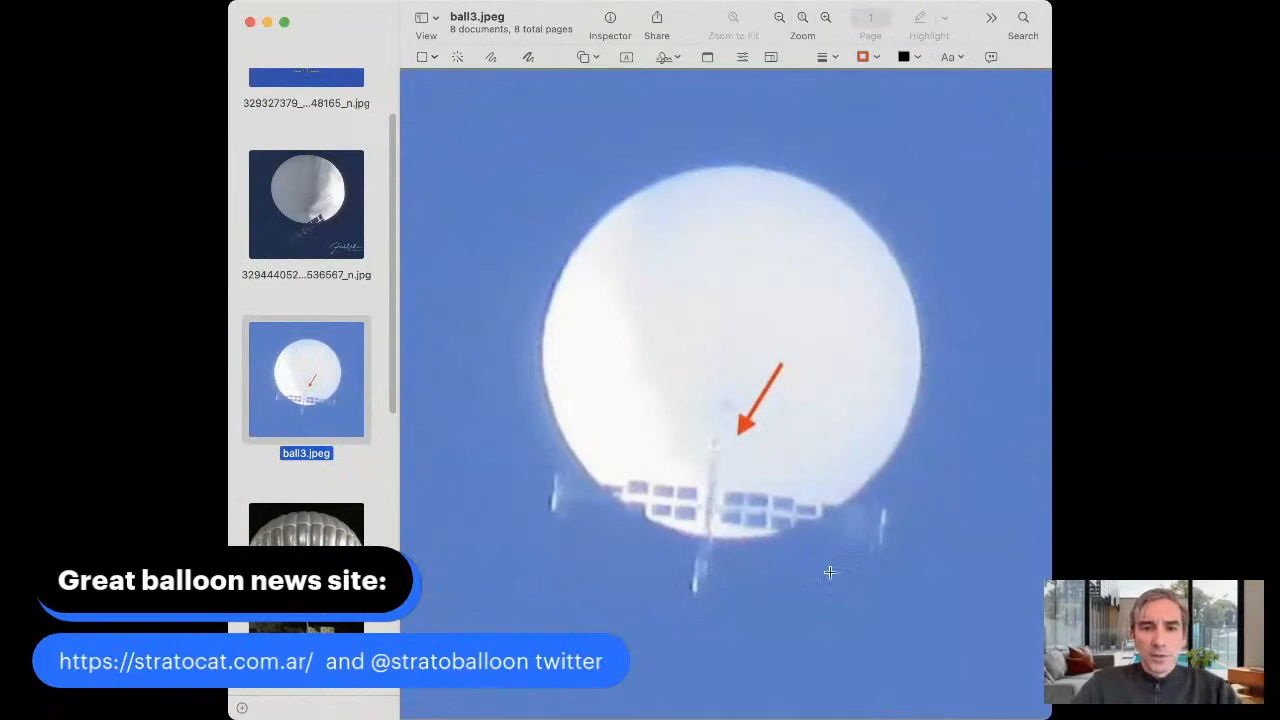 ball3.jpeg
8 documents, 8 total pages
View
Inspector
Share
Zoom to Fit
Zoom
1
Page
Highlight
Search
Aa
329327379_...48165_n.jpg
329444052...536567_n.jpg
ball3.jpeg
Great balloon news site:
https://stratocat.com.ar/ and @stratoballoon twitter